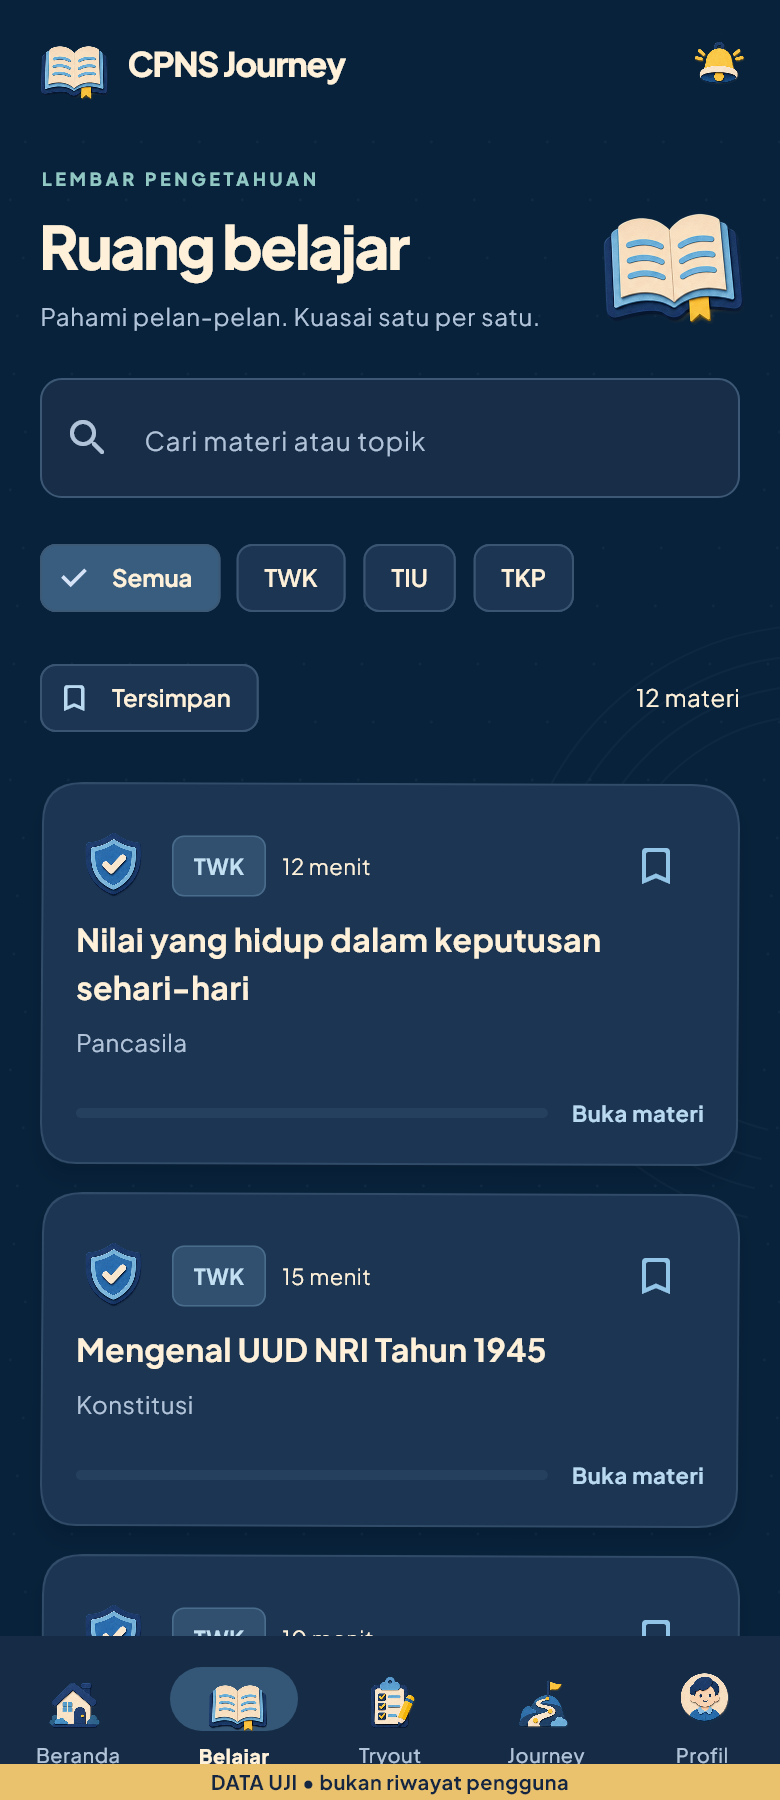 CPNS Journey
LEMBAR PENGETAHUAN
Ruang belajar
Pahami pelan-pelan. Kuasai satu per satu.
Cari materi atau topik
Semua TWK TIU TKP
Tersimpan 12 materi
TWK 12 menit
Nilai yang hidup dalam keputusan
sehari-hari
Pancasila
Buka materi
TWK 15 menit
Mengenal UUD NRI Tahun 1945
Konstitusi
Buka materi
TWK
Beranda Belajar Tryout Journey Profil
DATA UJI • bukan riwayat pengguna